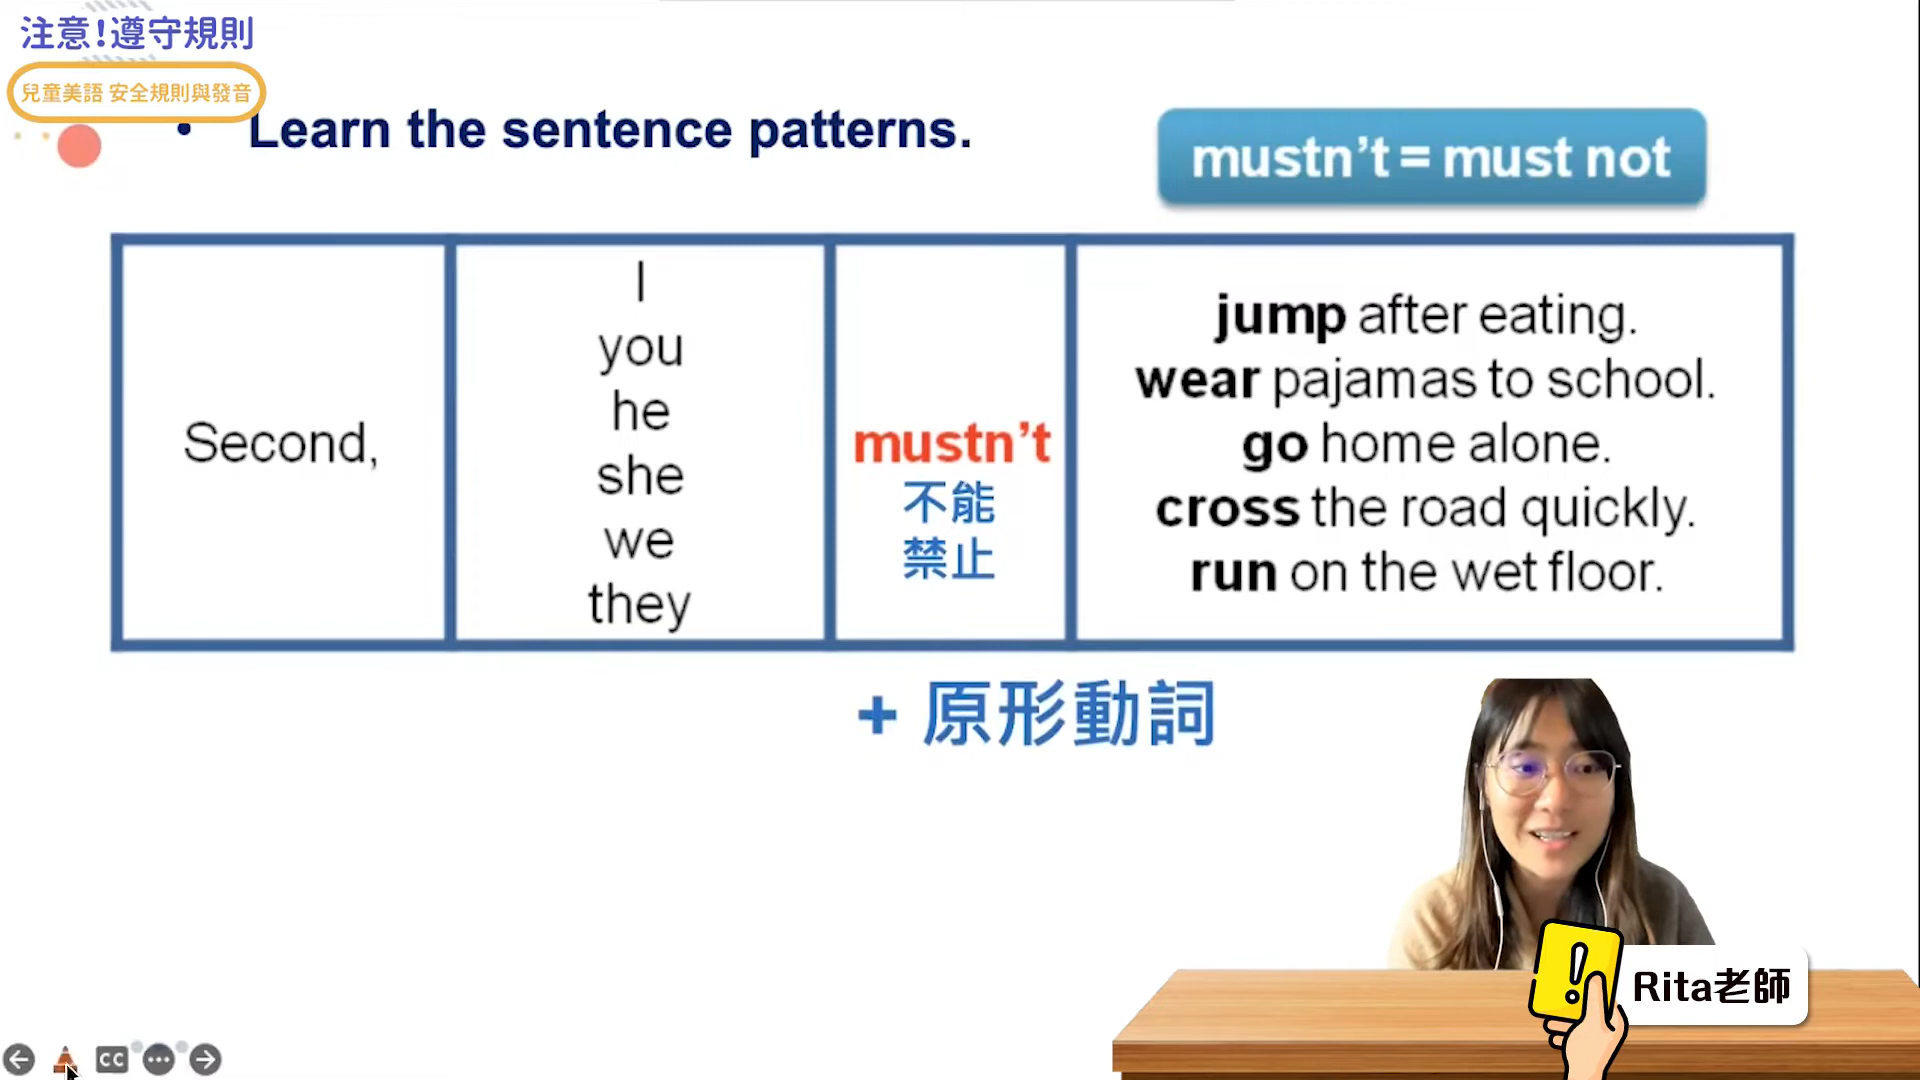 注意!遵守規則
兒童美語 安全規則與發音
• Learn the sentence patterns.
mustn't = must not
Second,
I
you
he
she
we
they
mustn't
不能
禁止
jump after eating.
wear pajamas to school.
go home alone.
cross the road quickly.
run on the wet floor.
+ 原形動詞
Rita老師
CC